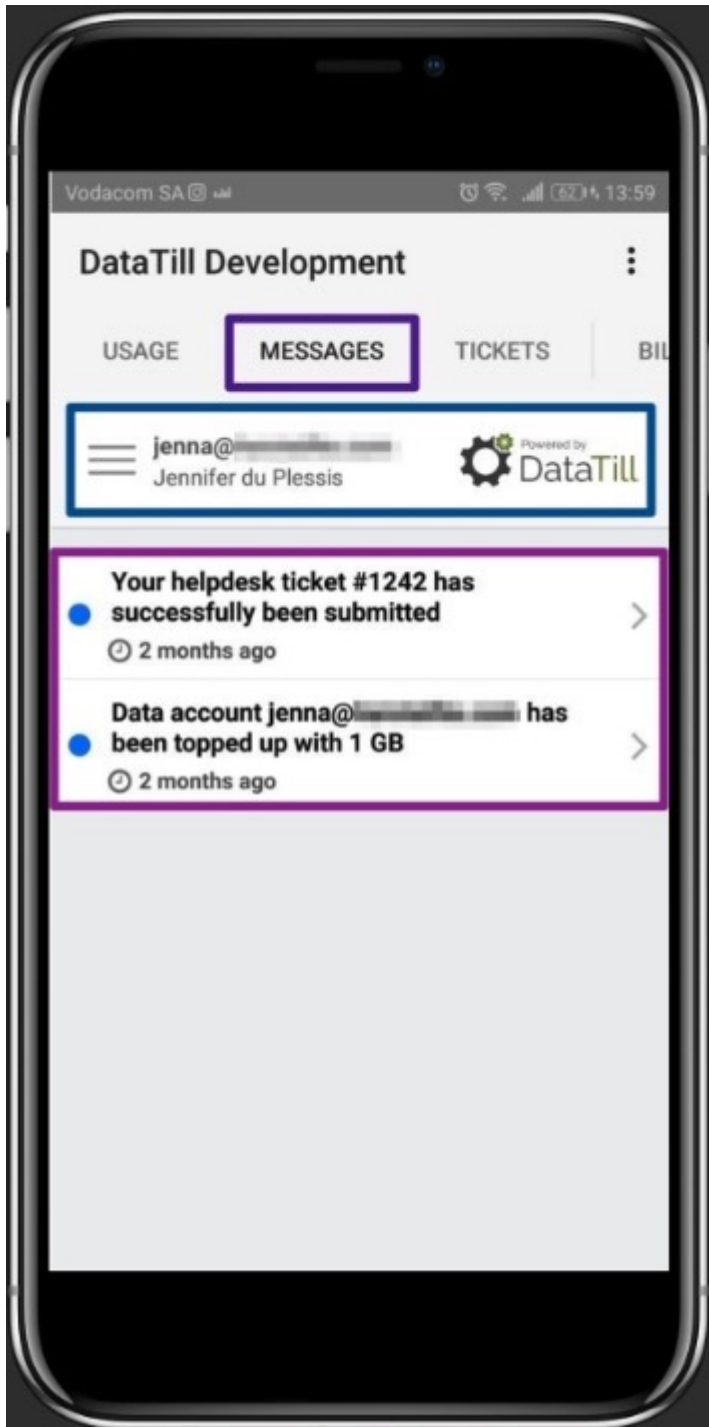 Vodacom SA 62 13:59
DataTill Development
USAGE MESSAGES TICKETS BIL
jenna@
Jennifer du Plessis
Powered by
DataTill
Your helpdesk ticket #1242 has
successfully been submitted
2 months ago
Data account jenna@ has
been topped up with 1 GB
2 months ago